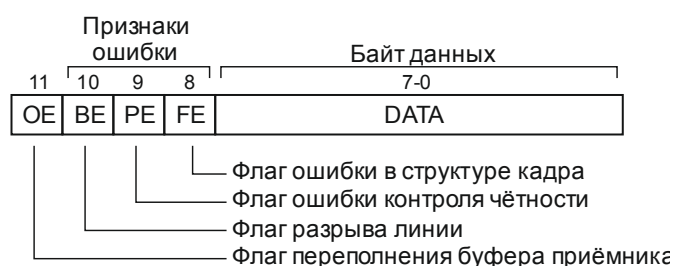 Признаки
ошибки
Байт данных
11 10 9 8 7-0
OE BE PE FE DATA
Флаг ошибки в структуре кадра
Флаг ошибки контроля чётности
Флаг разрыва линии
Флаг переполнения буфера приёмника